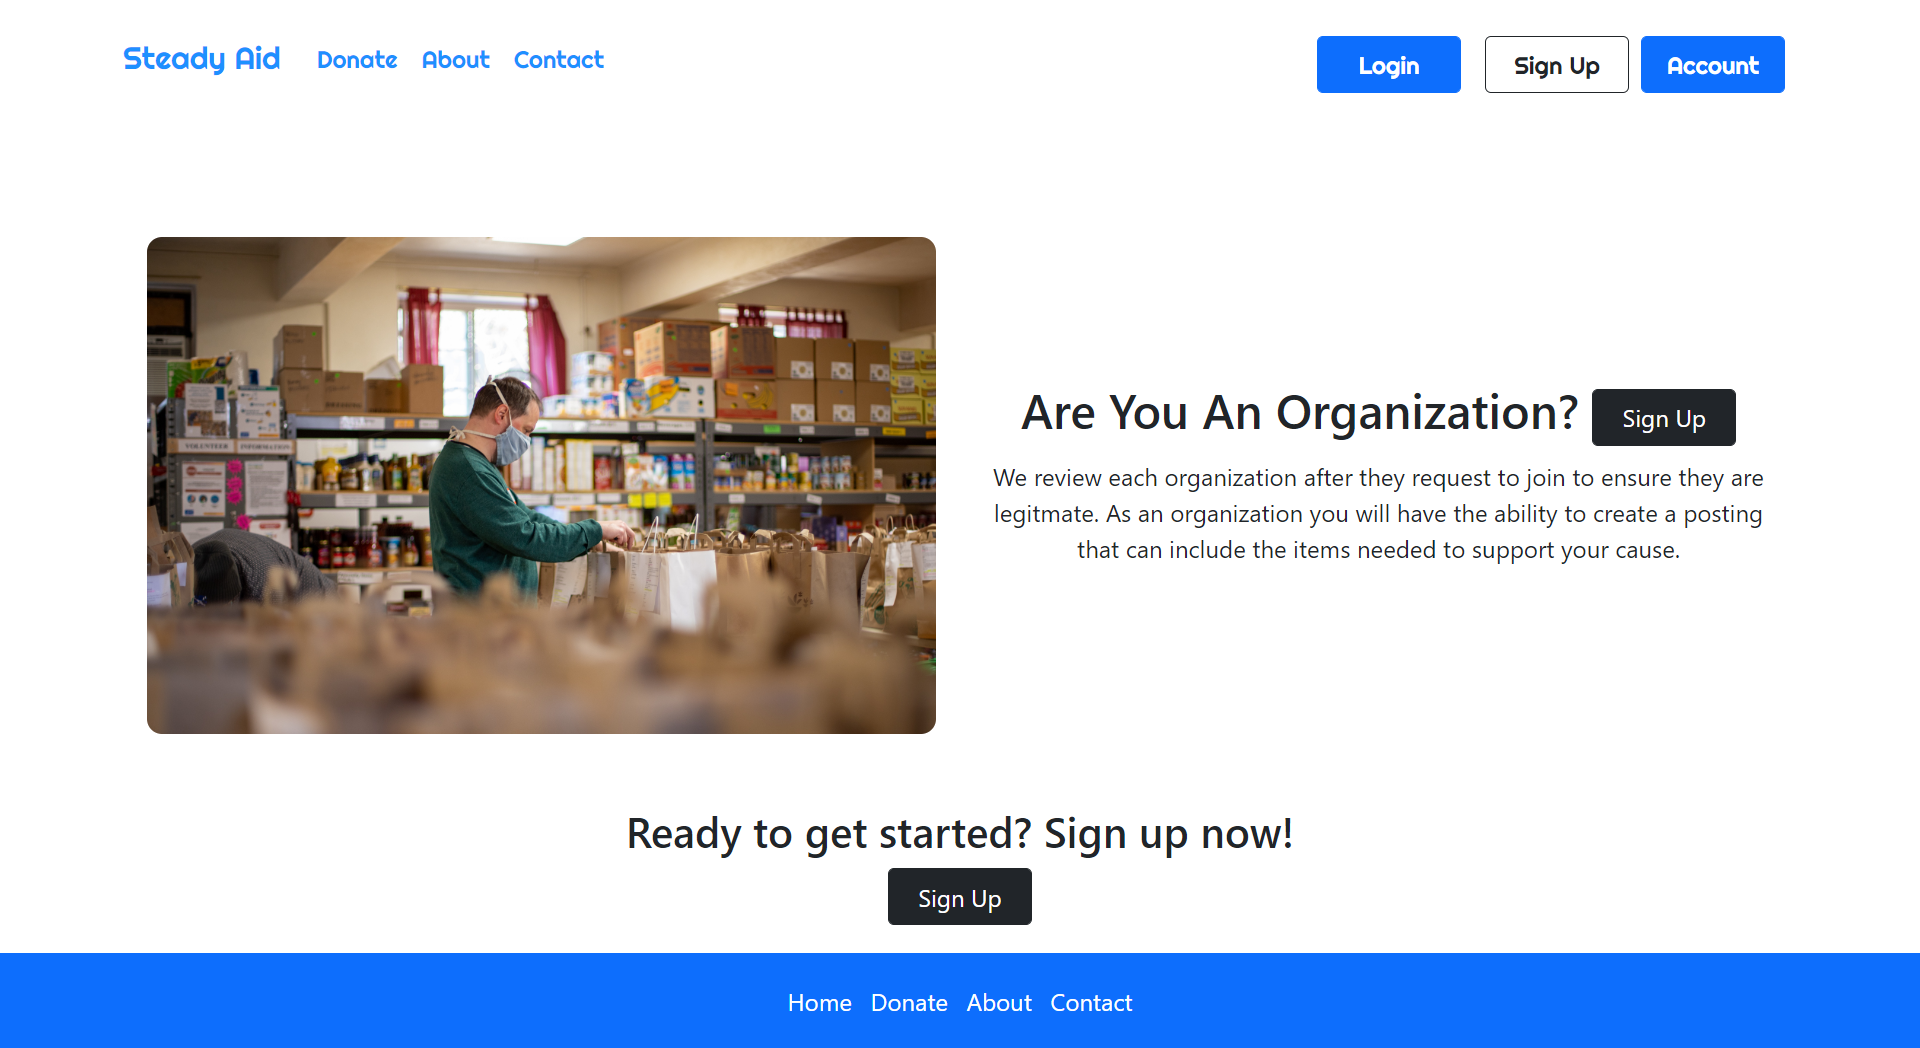 Steady Aid Donate About Contact Login Sign Up Account
VOLUNTEER INFORMATION
Are You An Organization? Sign Up
We review each organization after they request to join to ensure they are
legitmate. As an organization you will have the ability to create a posting
that can include the items needed to support your cause.
Ready to get started? Sign up now!
Sign Up
Home Donate About Contact